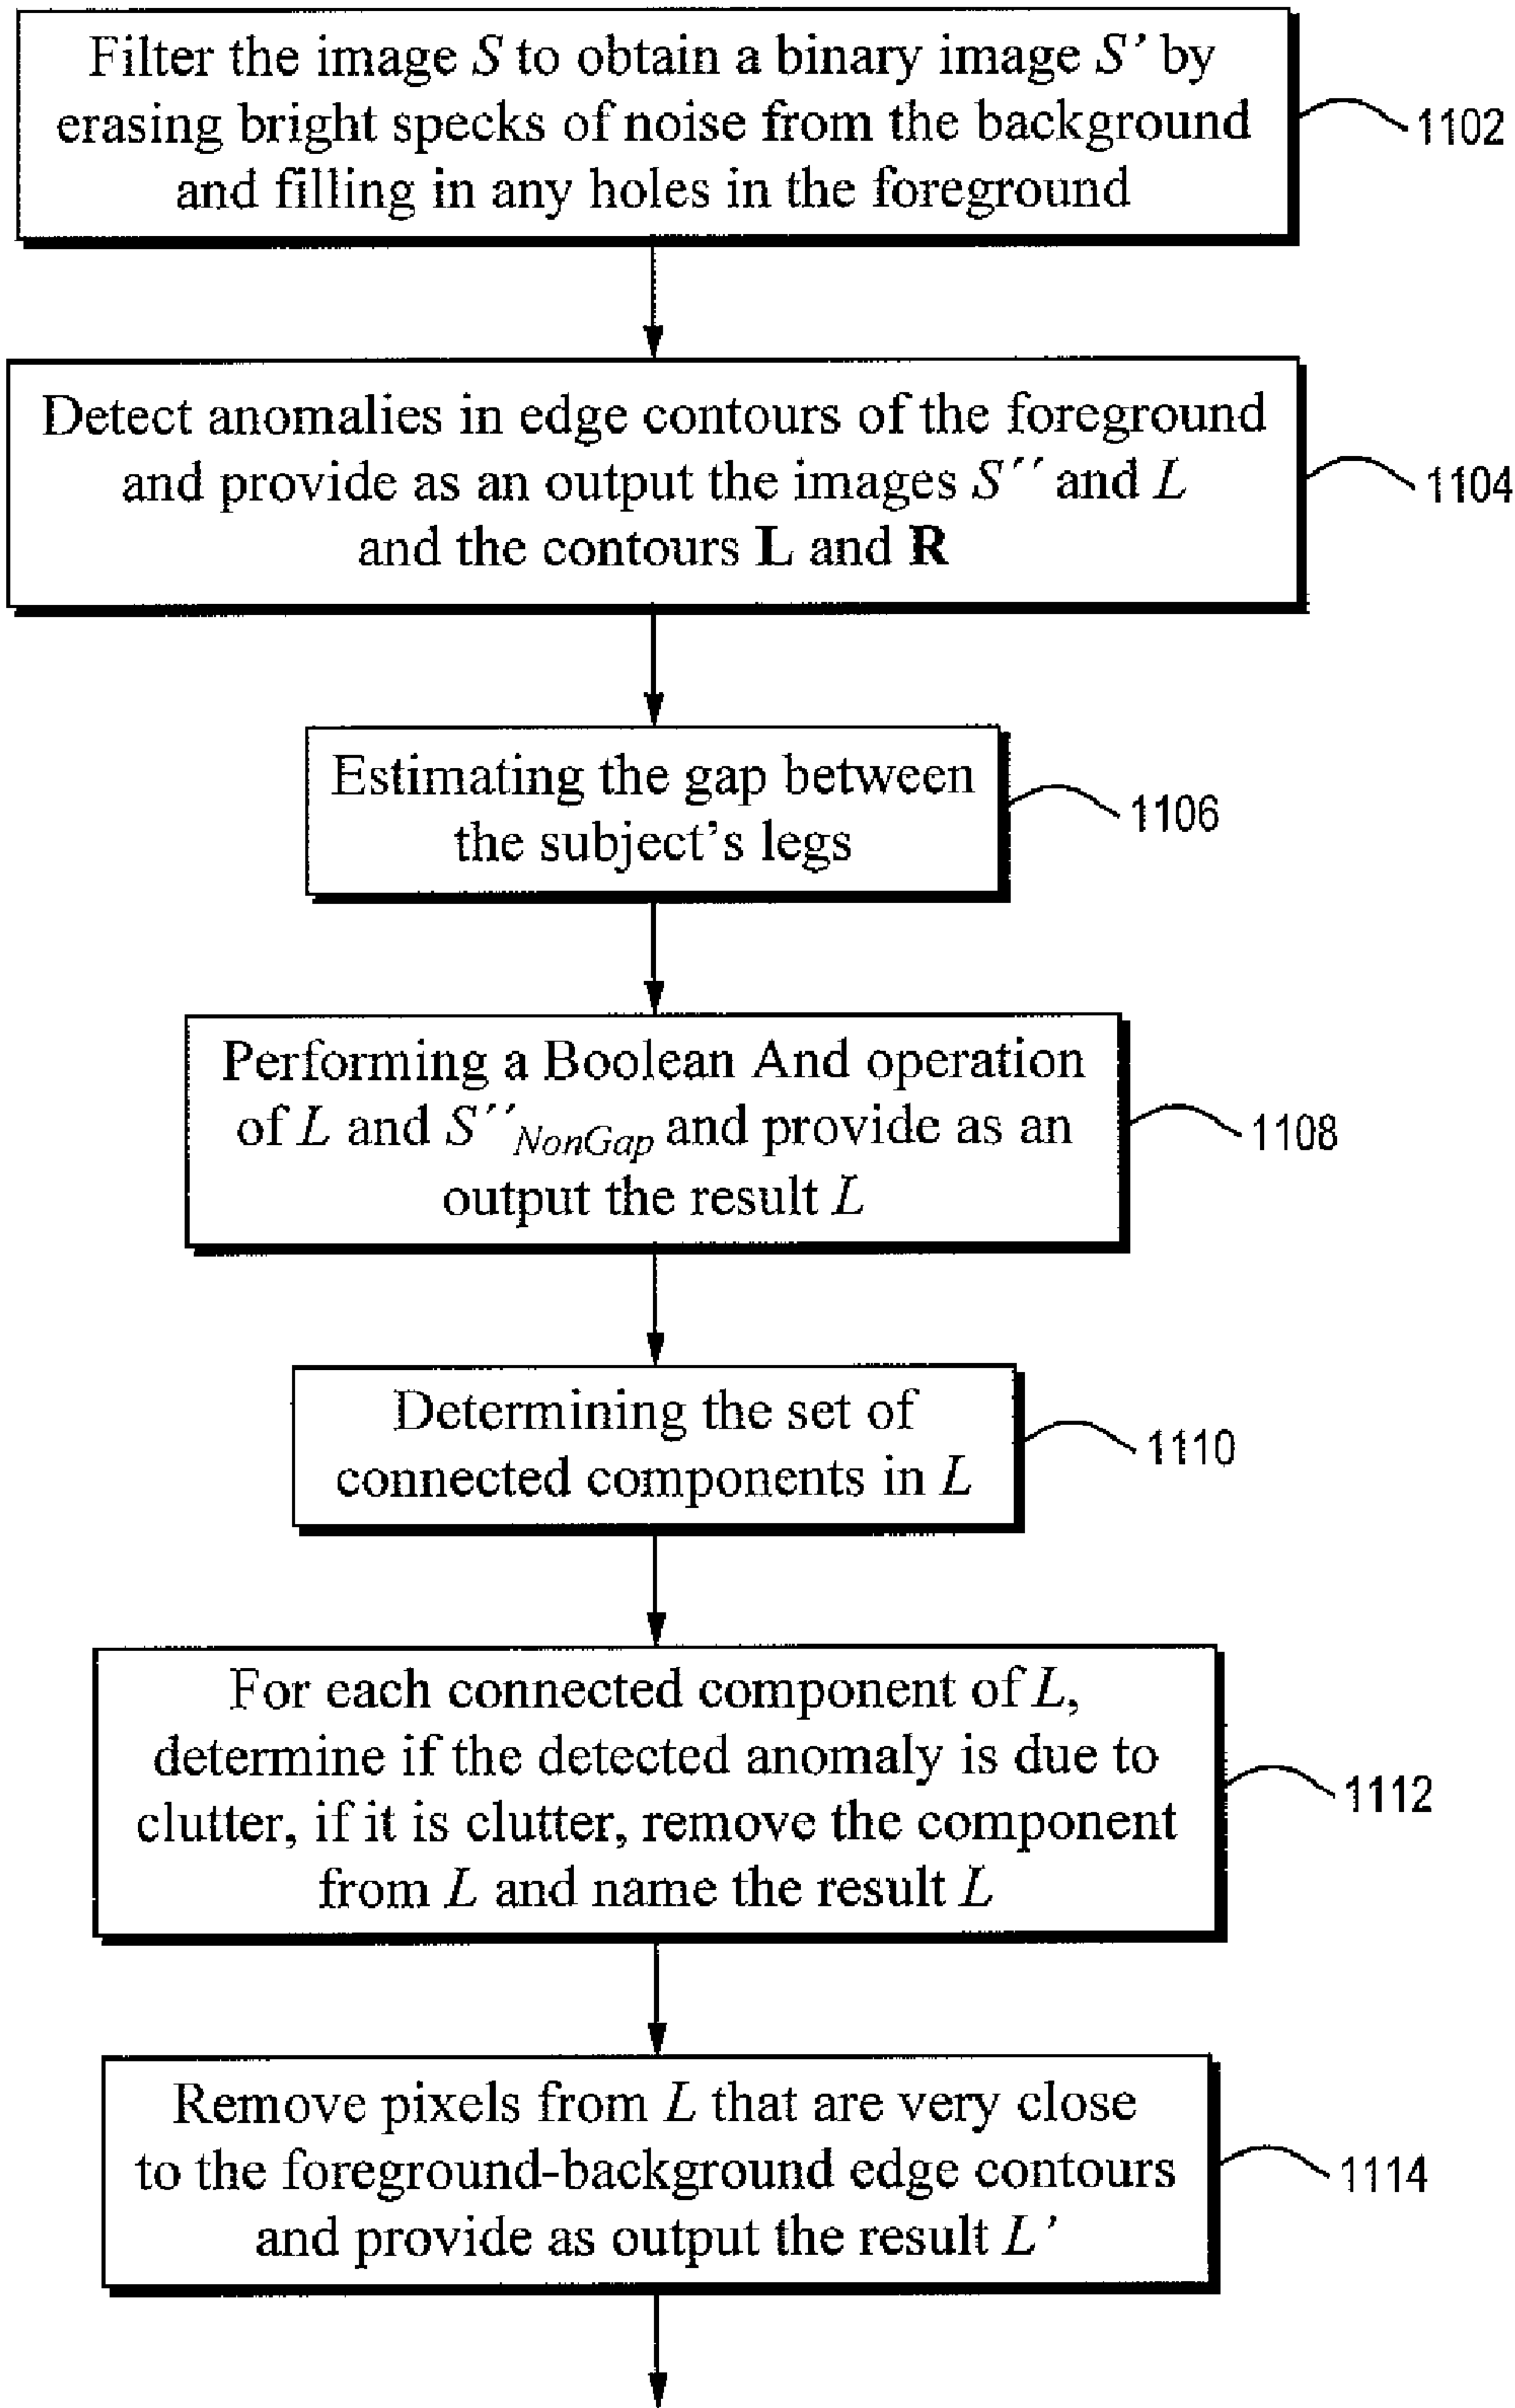 Filter the image S to obtain a binary image S' by
erasing bright specks of noise from the background
and filling in any holes in the foreground
1102
Detect anomalies in edge contours of the foreground
and provide as an output the images S′′ and L
and the contours L and R
1104
Estimating the gap between
the subject's legs
1106
Performing a Boolean And operation
of L and S′′NonGap and provide as an
output the result L
1108
Determining the set of
connected components in L
1110
For each connected component of L,
determine if the detected anomaly is due to
clutter, if it is clutter, remove the component
from L and name the result L
1112
Remove pixels from L that are very close
to the foreground-background edge contours
and provide as output the result L'
1114